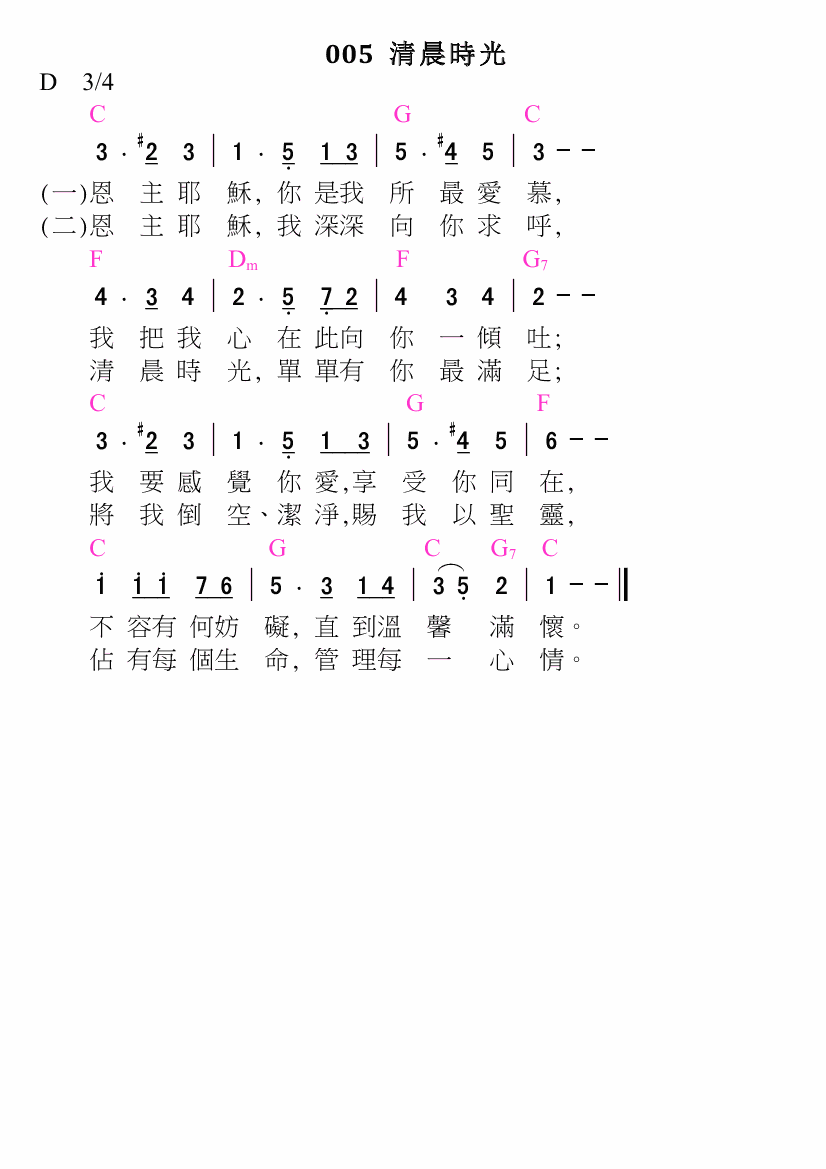 005 清晨時光
D 3/4
C G C
3 · #2 3 | 1 · 5̣ 1 3 | 5 · #4 5 | 3 － －
(一)恩 主 耶 穌, 你 是我 所 最 愛 慕,
(二)恩 主 耶 穌, 我 深深 向 你 求 呼,
F Dm F G7
4 · 3 4 | 2 · 5̣ 7̣ 2 | 4 3 4 | 2 － －
我 把 我 心 在 此向 你 一 傾 吐;
清 晨 時 光, 單 單有 你 最 滿 足;
C G F
3 · #2 3 | 1 · 5̣ 1 3 | 5 · #4 5 | 6 － －
我 要 感 覺 你 愛,享 受 你 同 在,
將 我 倒 空、潔 淨,賜 我 以 聖 靈,
C G C G7 C
1̇ 1̇ 1̇ 7 6 | 5 · 3 1 4 | 3 5̣ 2 | 1 － － ‖
不 容有 何妨 礙, 直 到溫 馨 滿 懷。
佔 有每 個生 命, 管 理每 一 心 情。